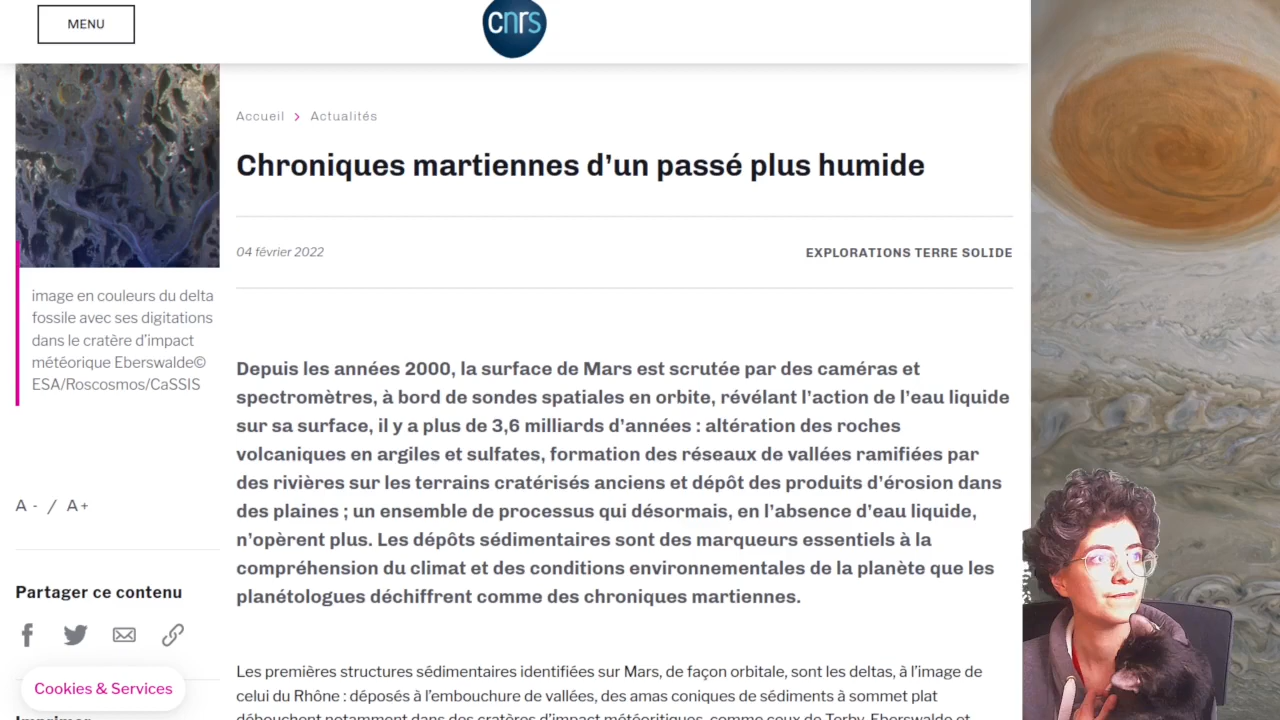 MENU
cnrs
Accueil > Actualités
Chroniques martiennes d’un passé plus humide
04 février 2022
EXPLORATIONS TERRE SOLIDE
image en couleurs du delta
fossile avec ses digitations
dans le cratère d’impact
météorique Eberswalde©
ESA/Roscosmos/CaSSIS
A - / A+
Partager ce contenu
Cookies & Services
Imprimer
Depuis les années 2000, la surface de Mars est scrutée par des caméras et
spectromètres, à bord de sondes spatiales en orbite, révélant l’action de l’eau liquide
sur sa surface, il y a plus de 3,6 milliards d’années : altération des roches
volcaniques en argiles et sulfates, formation des réseaux de vallées ramifiées par
des rivières sur les terrains cratérisés anciens et dépôt des produits d’érosion dans
des plaines ; un ensemble de processus qui désormais, en l’absence d’eau liquide,
n’opèrent plus. Les dépôts sédimentaires sont des marqueurs essentiels à la
compréhension du climat et des conditions environnementales de la planète que les
planétologues déchiffrent comme des chroniques martiennes.
Les premières structures sédimentaires identifiées sur Mars, de façon orbitale, sont les deltas, à l’image de
celui du Rhône : déposés à l’embouchure de vallées, des amas coniques de sédiments à sommet plat
débouchent notamment dans des cratères d’impact météoritiques, comme ceux de Terby, Eberswalde et